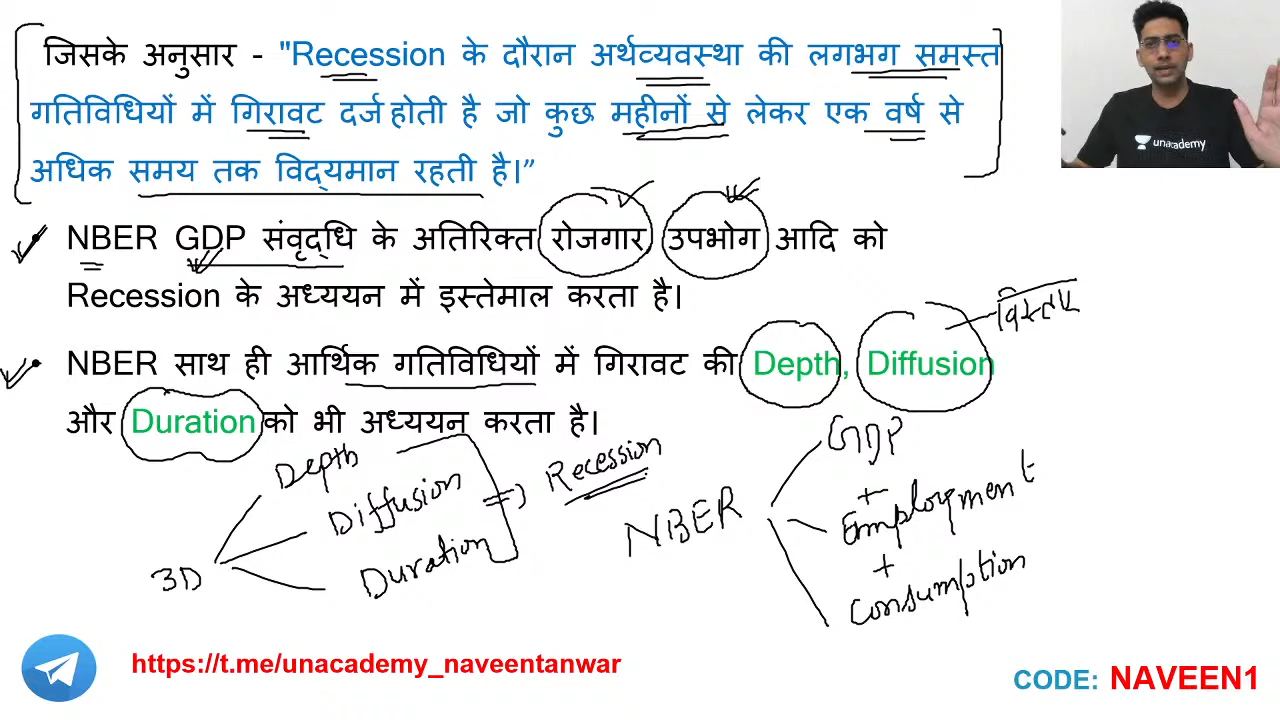 जिसके अनुसार - "Recession के दौरान अर्थव्यवस्था की लगभग समस्त
गतिविधियों में गिरावट दर्ज होती है जो कुछ महीनों से लेकर एक वर्ष से
अधिक समय तक विद्यमान रहती है।”
unacademy
NBER GDP संवृद्धि के अतिरिक्त रोजगार, उपभोग आदि को
Recession के अध्ययन में इस्तेमाल करता है।
विस्तार
NBER साथ ही आर्थिक गतिविधियों में गिरावट की Depth, Diffusion
और Duration को भी अध्ययन करता है।
3D
Depth
Diffusion
Duration
=> Recession
NBER
GDP
+
Employment
+
Consumption
https://t.me/unacademy_naveentanwar
CODE: NAVEEN1